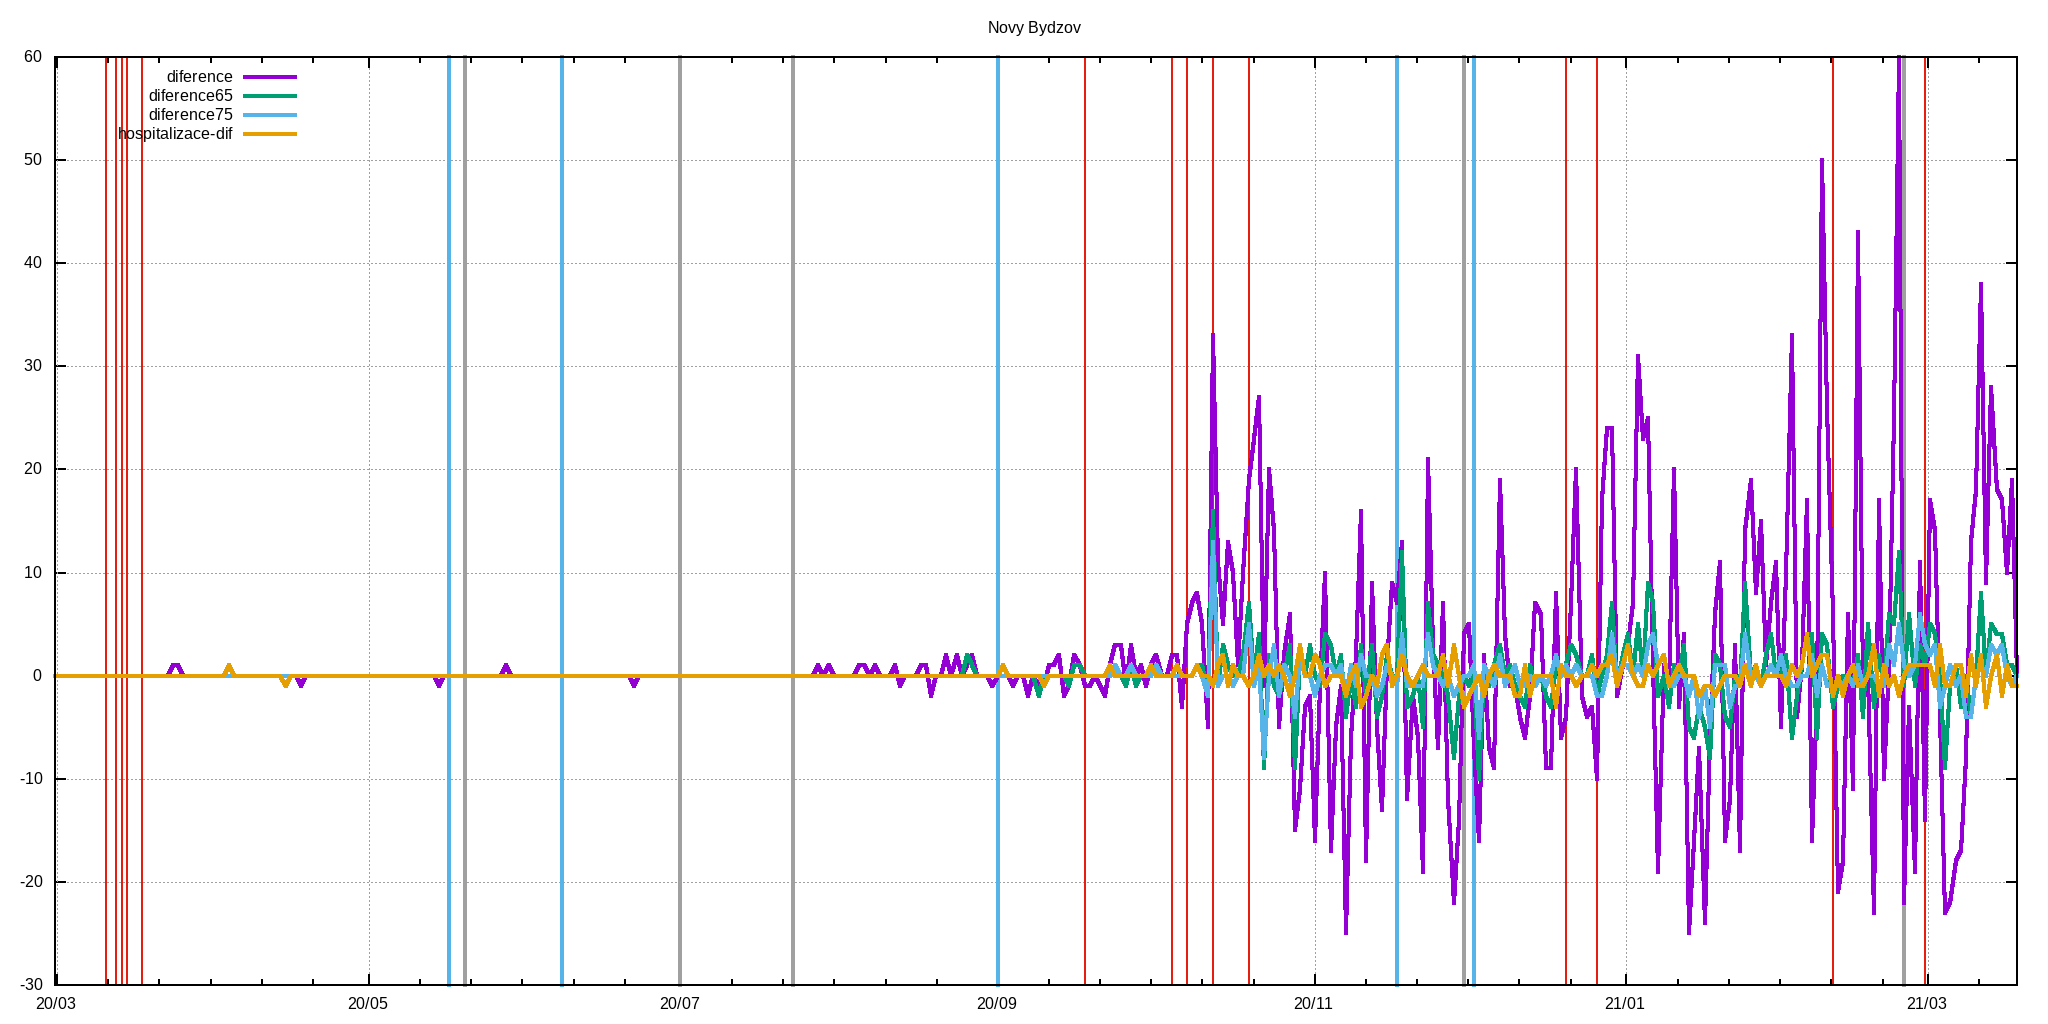 Novy Bydzov
60
50
40
30
20
10
0
-10
-20
-30
diference
diference65
diference75
hospitalizace-dif
20/03 20/05 20/07 20/09 20/11 21/01 21/03